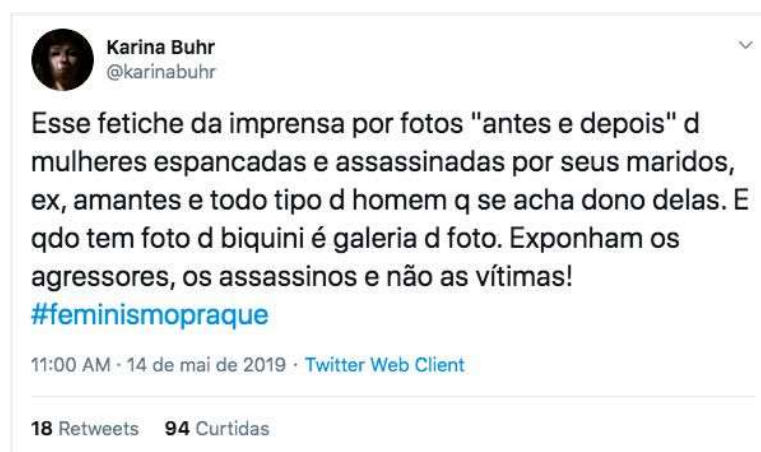 Karina Buhr
@karinabuhr
Esse fetiche da imprensa por fotos "antes e depois" d
mulheres espancadas e assassinadas por seus maridos,
ex, amantes e todo tipo d homem q se acha dono delas. E
qdo tem foto d biquini é galeria d foto. Exponham os
agressores, os assassinos e não as vítimas!
#feminismopraque
11:00 AM · 14 de mai de 2019 · Twitter Web Client
18 Retweets 94 Curtidas